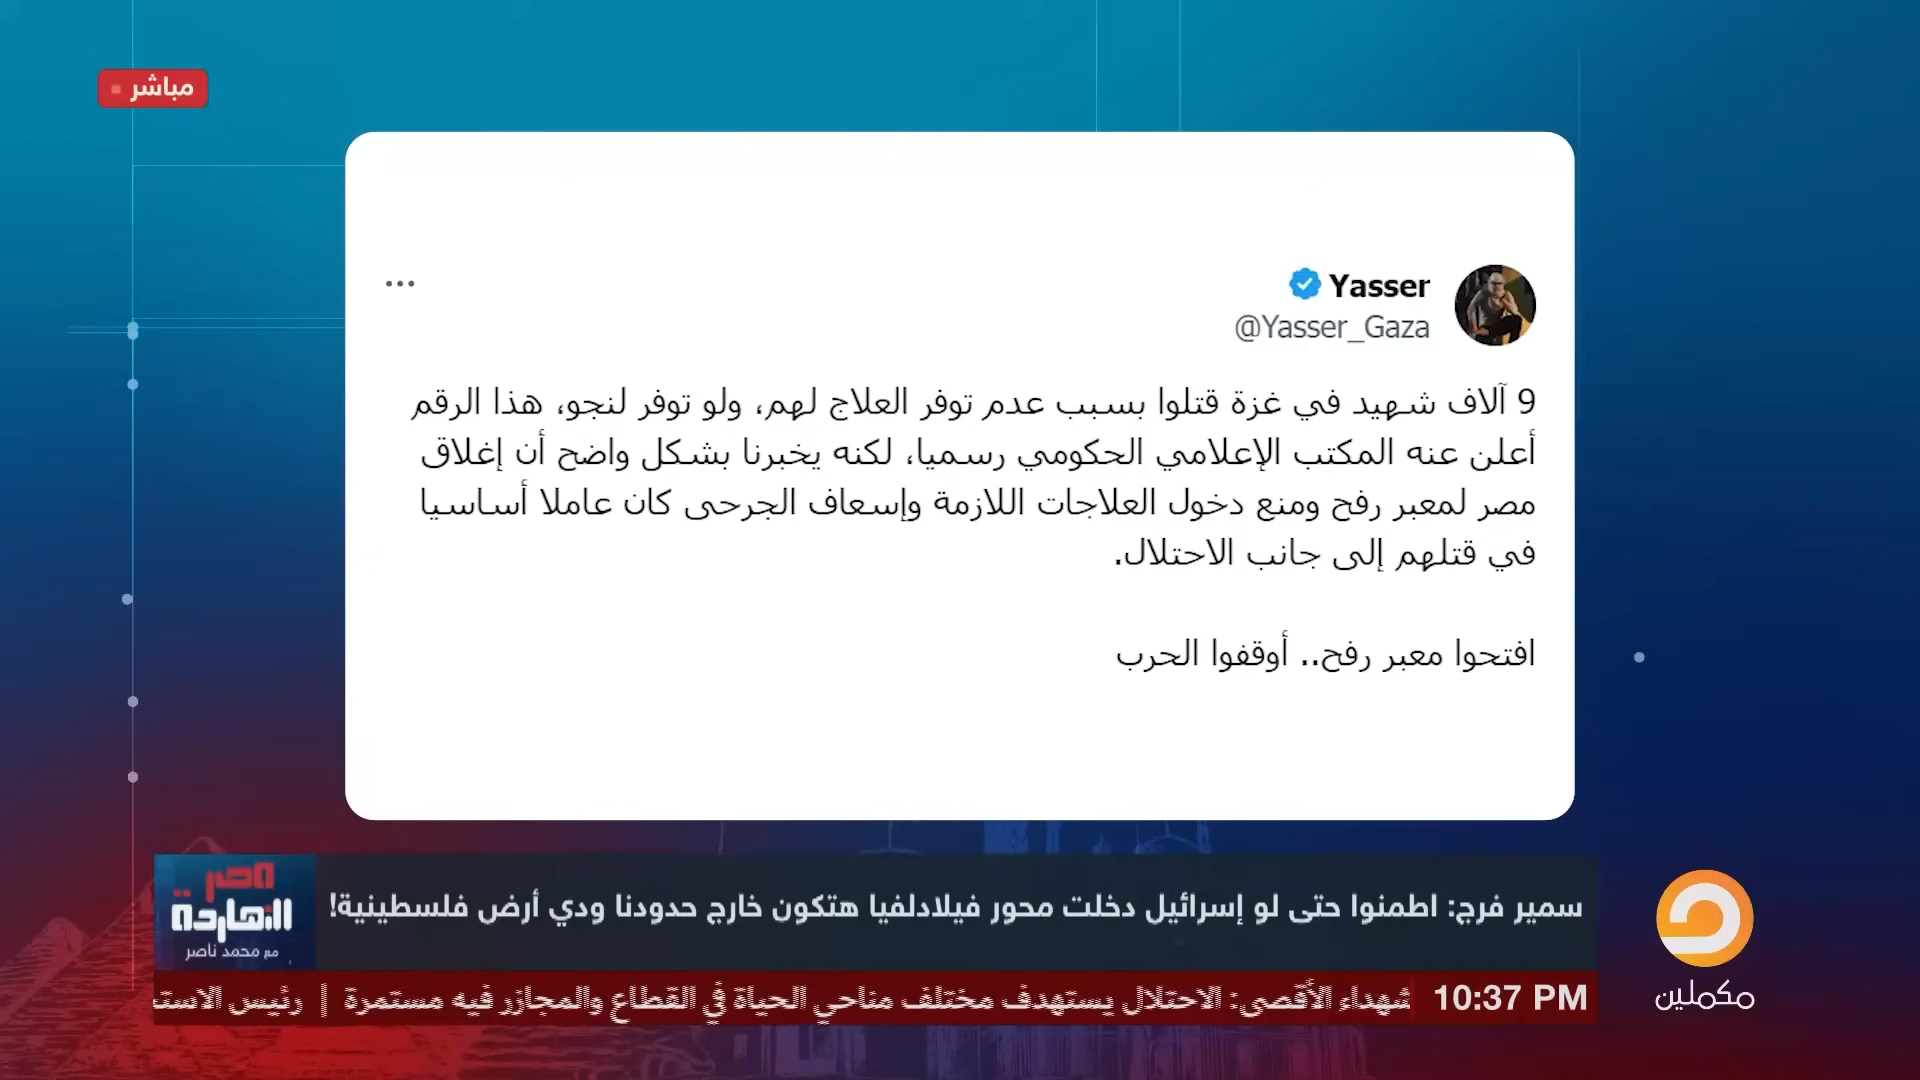 مباشر
Yasser
@Yasser_Gaza
9 آلاف شهيد في غزة قتلوا بسبب عدم توفر العلاج لهم، ولو توفر لنجو، هذا الرقم
أعلن عنه المكتب الإعلامي الحكومي رسميا، لكنه يخبرنا بشكل واضح أن إغلاق
مصر لمعبر رفح ومنع دخول العلاجات اللازمة وإسعاف الجرحى كان عاملا أساسيا
في قتلهم إلى جانب الاحتلال.
افتحوا معبر رفح.. أوقفوا الحرب
سمير فرج: اطمنوا حتى لو إسرائيل دخلت محور فيلادلفيا هتكون خارج حدودنا ودي أرض فلسطينية!
مصر
النهاردة
مع محمد ناصر
10:37 PM
شهداء الأقصى: الاحتلال يستهدف مختلف مناحي الحياة في القطاع والمجازر فيه مستمرة | رئيس
مكملين